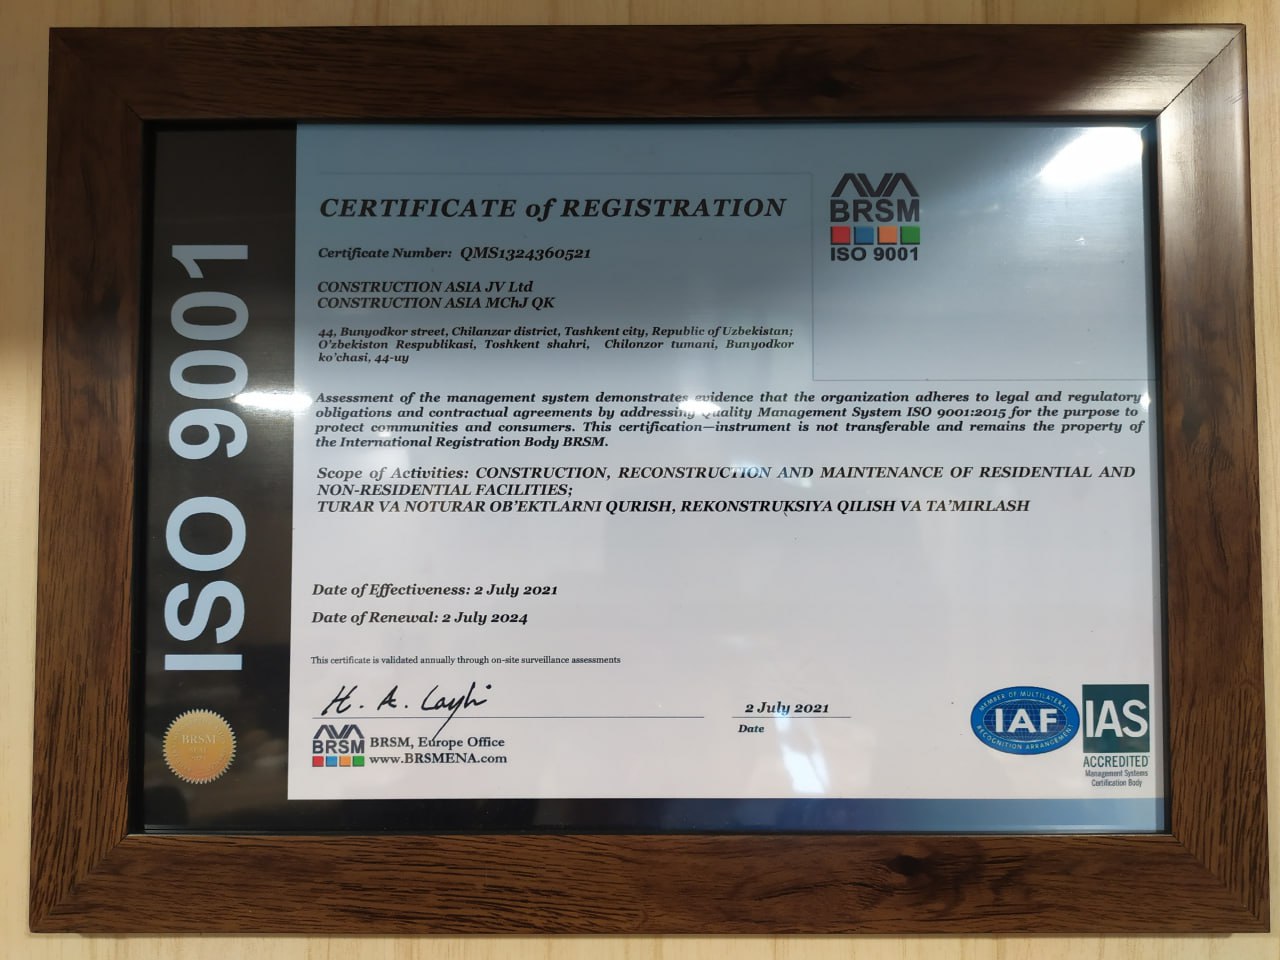 ISO 9001
CERTIFICATE of REGISTRATION
AVA
BRSM
ISO 9001
Certificate Number: QMS1324360521
CONSTRUCTION ASIA JV Ltd
CONSTRUCTION ASIA MChJ QK
44, Bunyodkor street, Chilanzar district, Tashkent city, Republic of Uzbekistan;
O'zbekiston Respublikasi, Toshkent shahri, Chilonzor tumani, Bunyodkor
ko'chasi, 44-uy
Assessment of the management system demonstrates evidence that the organization adheres to legal and regulatory
obligations and contractual agreements by addressing Quality Management System ISO 9001:2015 for the purpose to
protect communities and consumers. This certification—instrument is not transferable and remains the property of
the International Registration Body BRSM.
Scope of Activities: CONSTRUCTION, RECONSTRUCTION AND MAINTENANCE OF RESIDENTIAL AND
NON-RESIDENTIAL FACILITIES;
TURAR VA NOTURAR OB'EKTLARNI QURISH, REKONSTRUKSIYA QILISH VA TA'MIRLASH
Date of Effectiveness: 2 July 2021
Date of Renewal: 2 July 2024
This certificate is validated annually through on-site surveillance assessments
2 July 2021
Date
BRSM
BRSM, Europe Office
www.BRSMENA.com
BRSM
MEMBER OF MULTILATERAL
IAF
RECOGNITION ARRANGEMENT
IAS
ACCREDITED
Management Systems
Certification Body